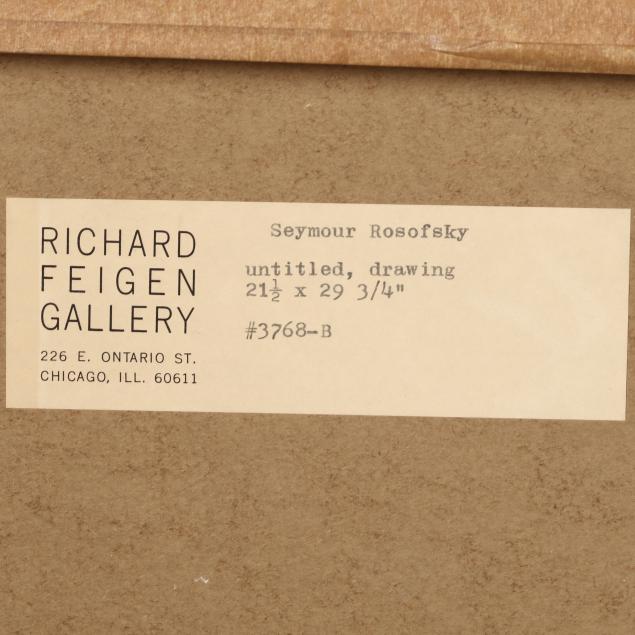 RICHARD
FEIGEN
GALLERY
226 E. ONTARIO ST.
CHICAGO, ILL. 60611
Seymour Rosofsky
untitled, drawing
21½ x 29 3/4"
#3768-B